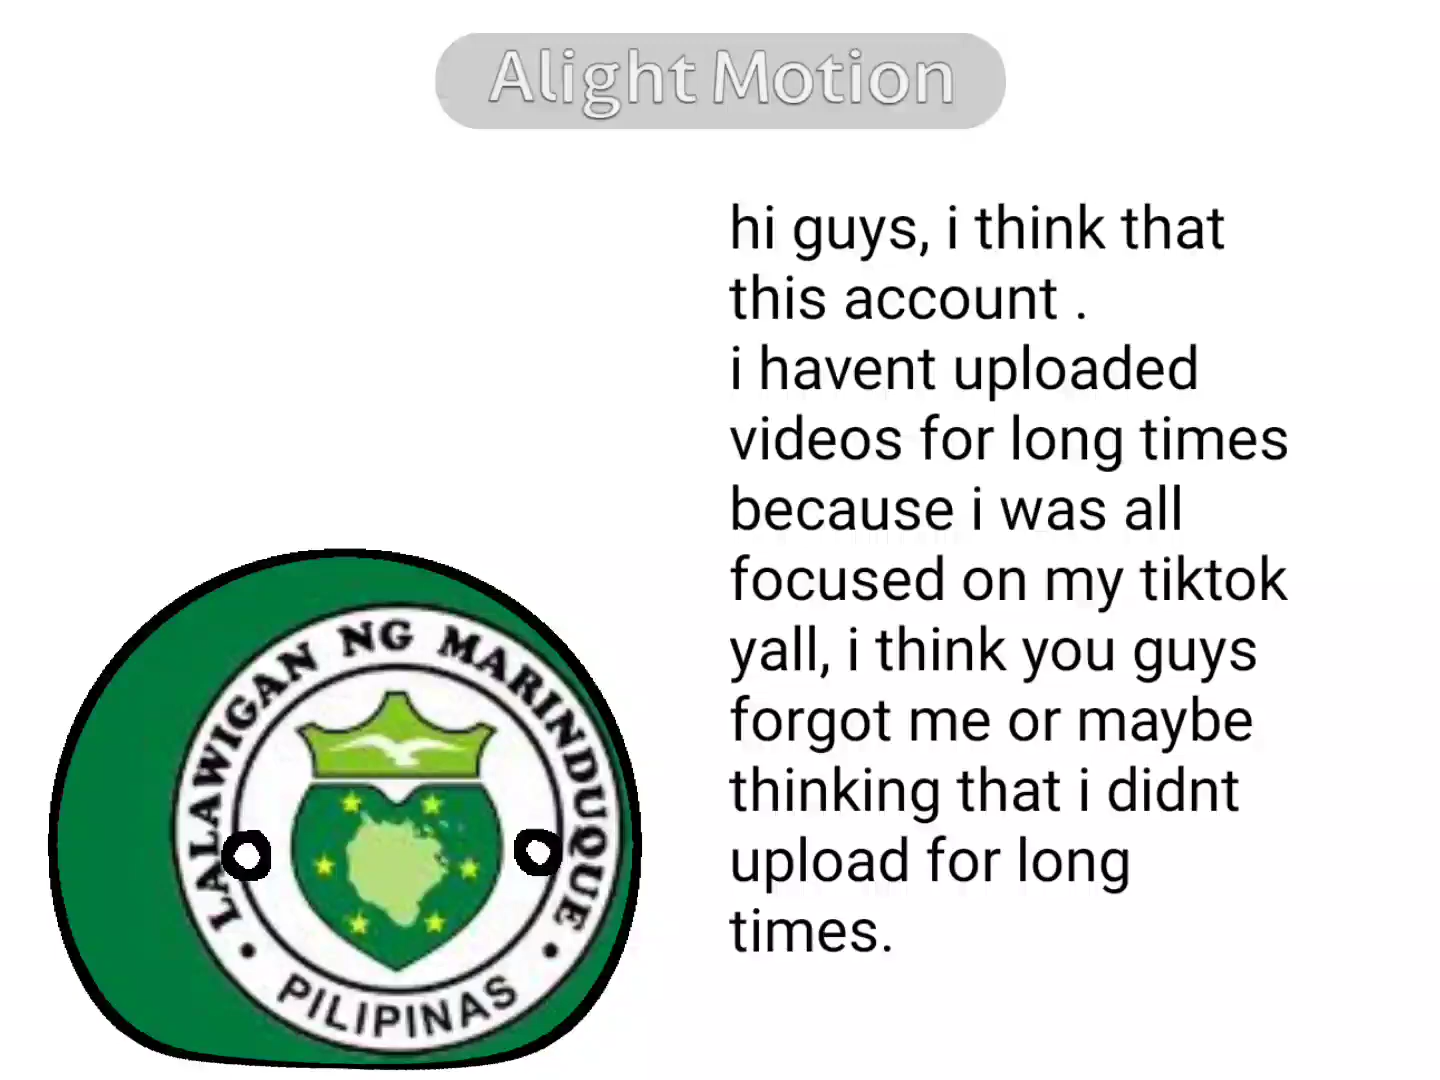 Alight Motion
hi guys, i think that
this account .
i havent uploaded
videos for long times
because i was all
focused on my tiktok
yall, i think you guys
forgot me or maybe
thinking that i didnt
upload for long
times.
LALAWIGAN NG MARINDUQUE
PILIPINAS